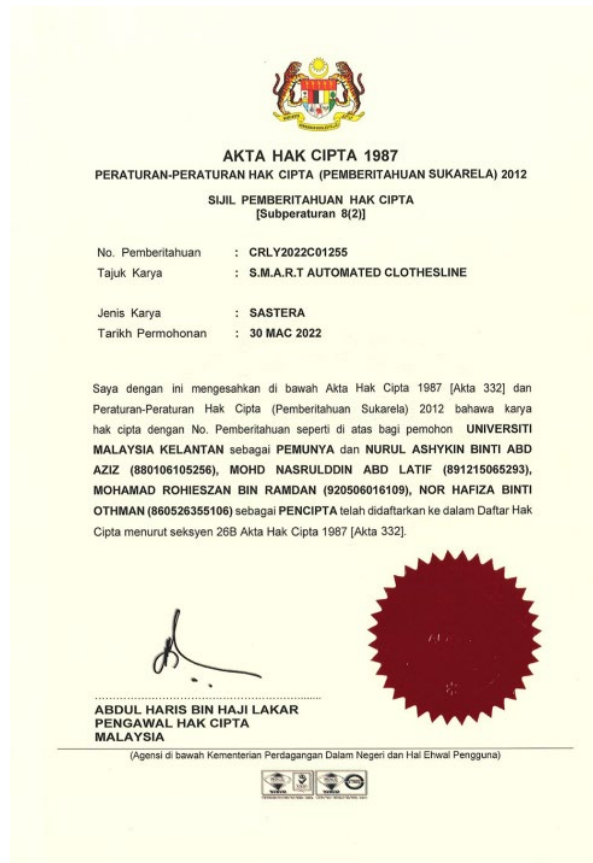 AKTA HAK CIPTA 1987
PERATURAN-PERATURAN HAK CIPTA (PEMBERITAHUAN SUKARELA) 2012
SIJIL PEMBERITAHUAN HAK CIPTA
[Subperaturan 8(2)]
No. Pemberitahuan : CRLY2022C01255
Tajuk Karya : S.M.A.R.T AUTOMATED CLOTHESLINE
Jenis Karya : SASTERA
Tarikh Permohonan : 30 MAC 2022
Saya dengan ini mengesahkan di bawah Akta Hak Cipta 1987 [Akta 332] dan
Peraturan-Peraturan Hak Cipta (Pemberitahuan Sukarela) 2012 bahawa karya
hak cipta dengan No. Pemberitahuan seperti di atas bagi pemohon UNIVERSITI
MALAYSIA KELANTAN sebagai PEMUNYA dan NURUL ASHYKIN BINTI ABD
AZIZ (880106105256), MOHD NASRULDDIN ABD LATIF (891215065293),
MOHAMAD ROHIESZAN BIN RAMDAN (920506016109), NOR HAFIZA BINTI
OTHMAN (860526355106) sebagai PENCIPTA telah didaftarkan ke dalam Daftar Hak
Cipta menurut seksyen 26B Akta Hak Cipta 1987 [Akta 332].
ABDUL HARIS BIN HAJI LAKAR
PENGAWAL HAK CIPTA
MALAYSIA
(Agensi di bawah Kementerian Perdagangan Dalam Negeri dan Hal Ehwal Pengguna)